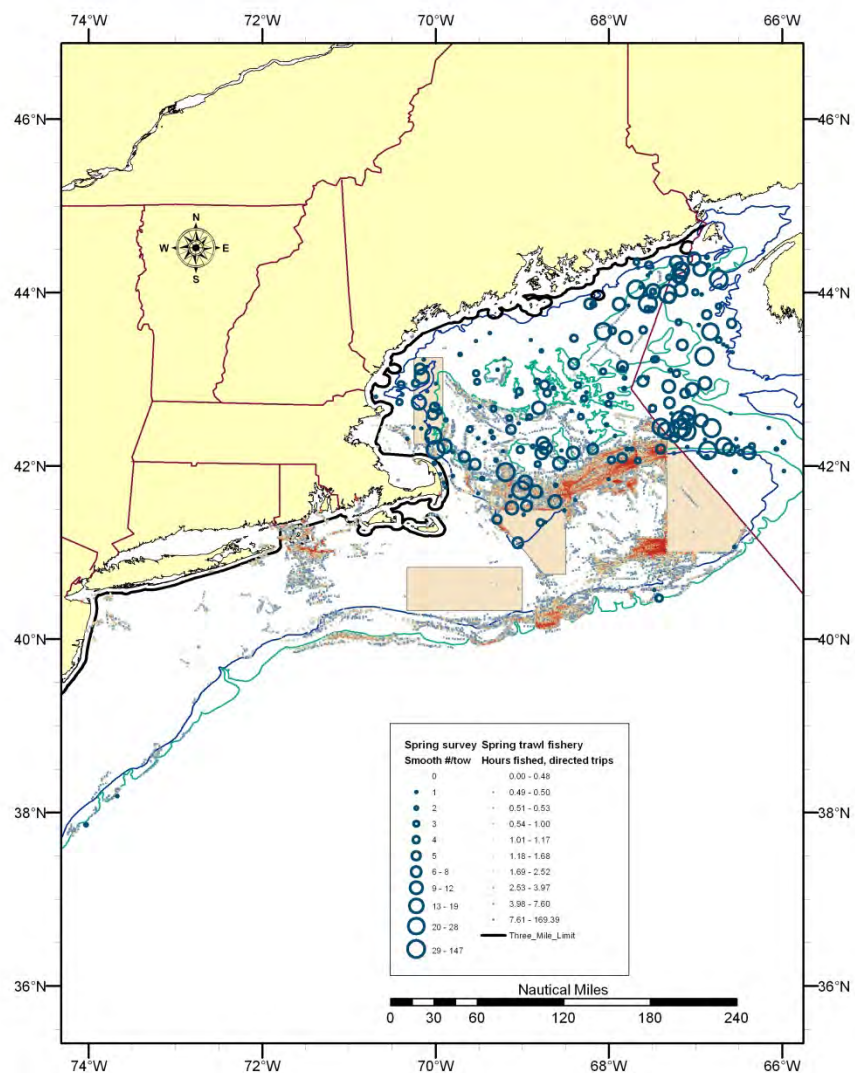 74°W 72°W 70°W 68°W 66°W
46°N 46°N
N
W E
S
44°N 44°N
42°N 42°N
40°N 40°N
Spring survey Spring trawl fishery
Smooth #/tow Hours fished, directed trips
0 0.00 - 0.48
1 0.49 - 0.50
2 0.51 - 0.53
3 0.54 - 1.00
4 1.01 - 1.17
5 1.18 - 1.68
6 - 8 1.69 - 2.52
9 - 12 2.53 - 3.97
13 - 19 3.98 - 7.60
20 - 28 7.61 - 169.39
29 - 147 Three_Mile_Limit
38°N 38°N
36°N 36°N
Nautical Miles
0 15 30 60 120 180 240
74°W 72°W 70°W 68°W 66°W